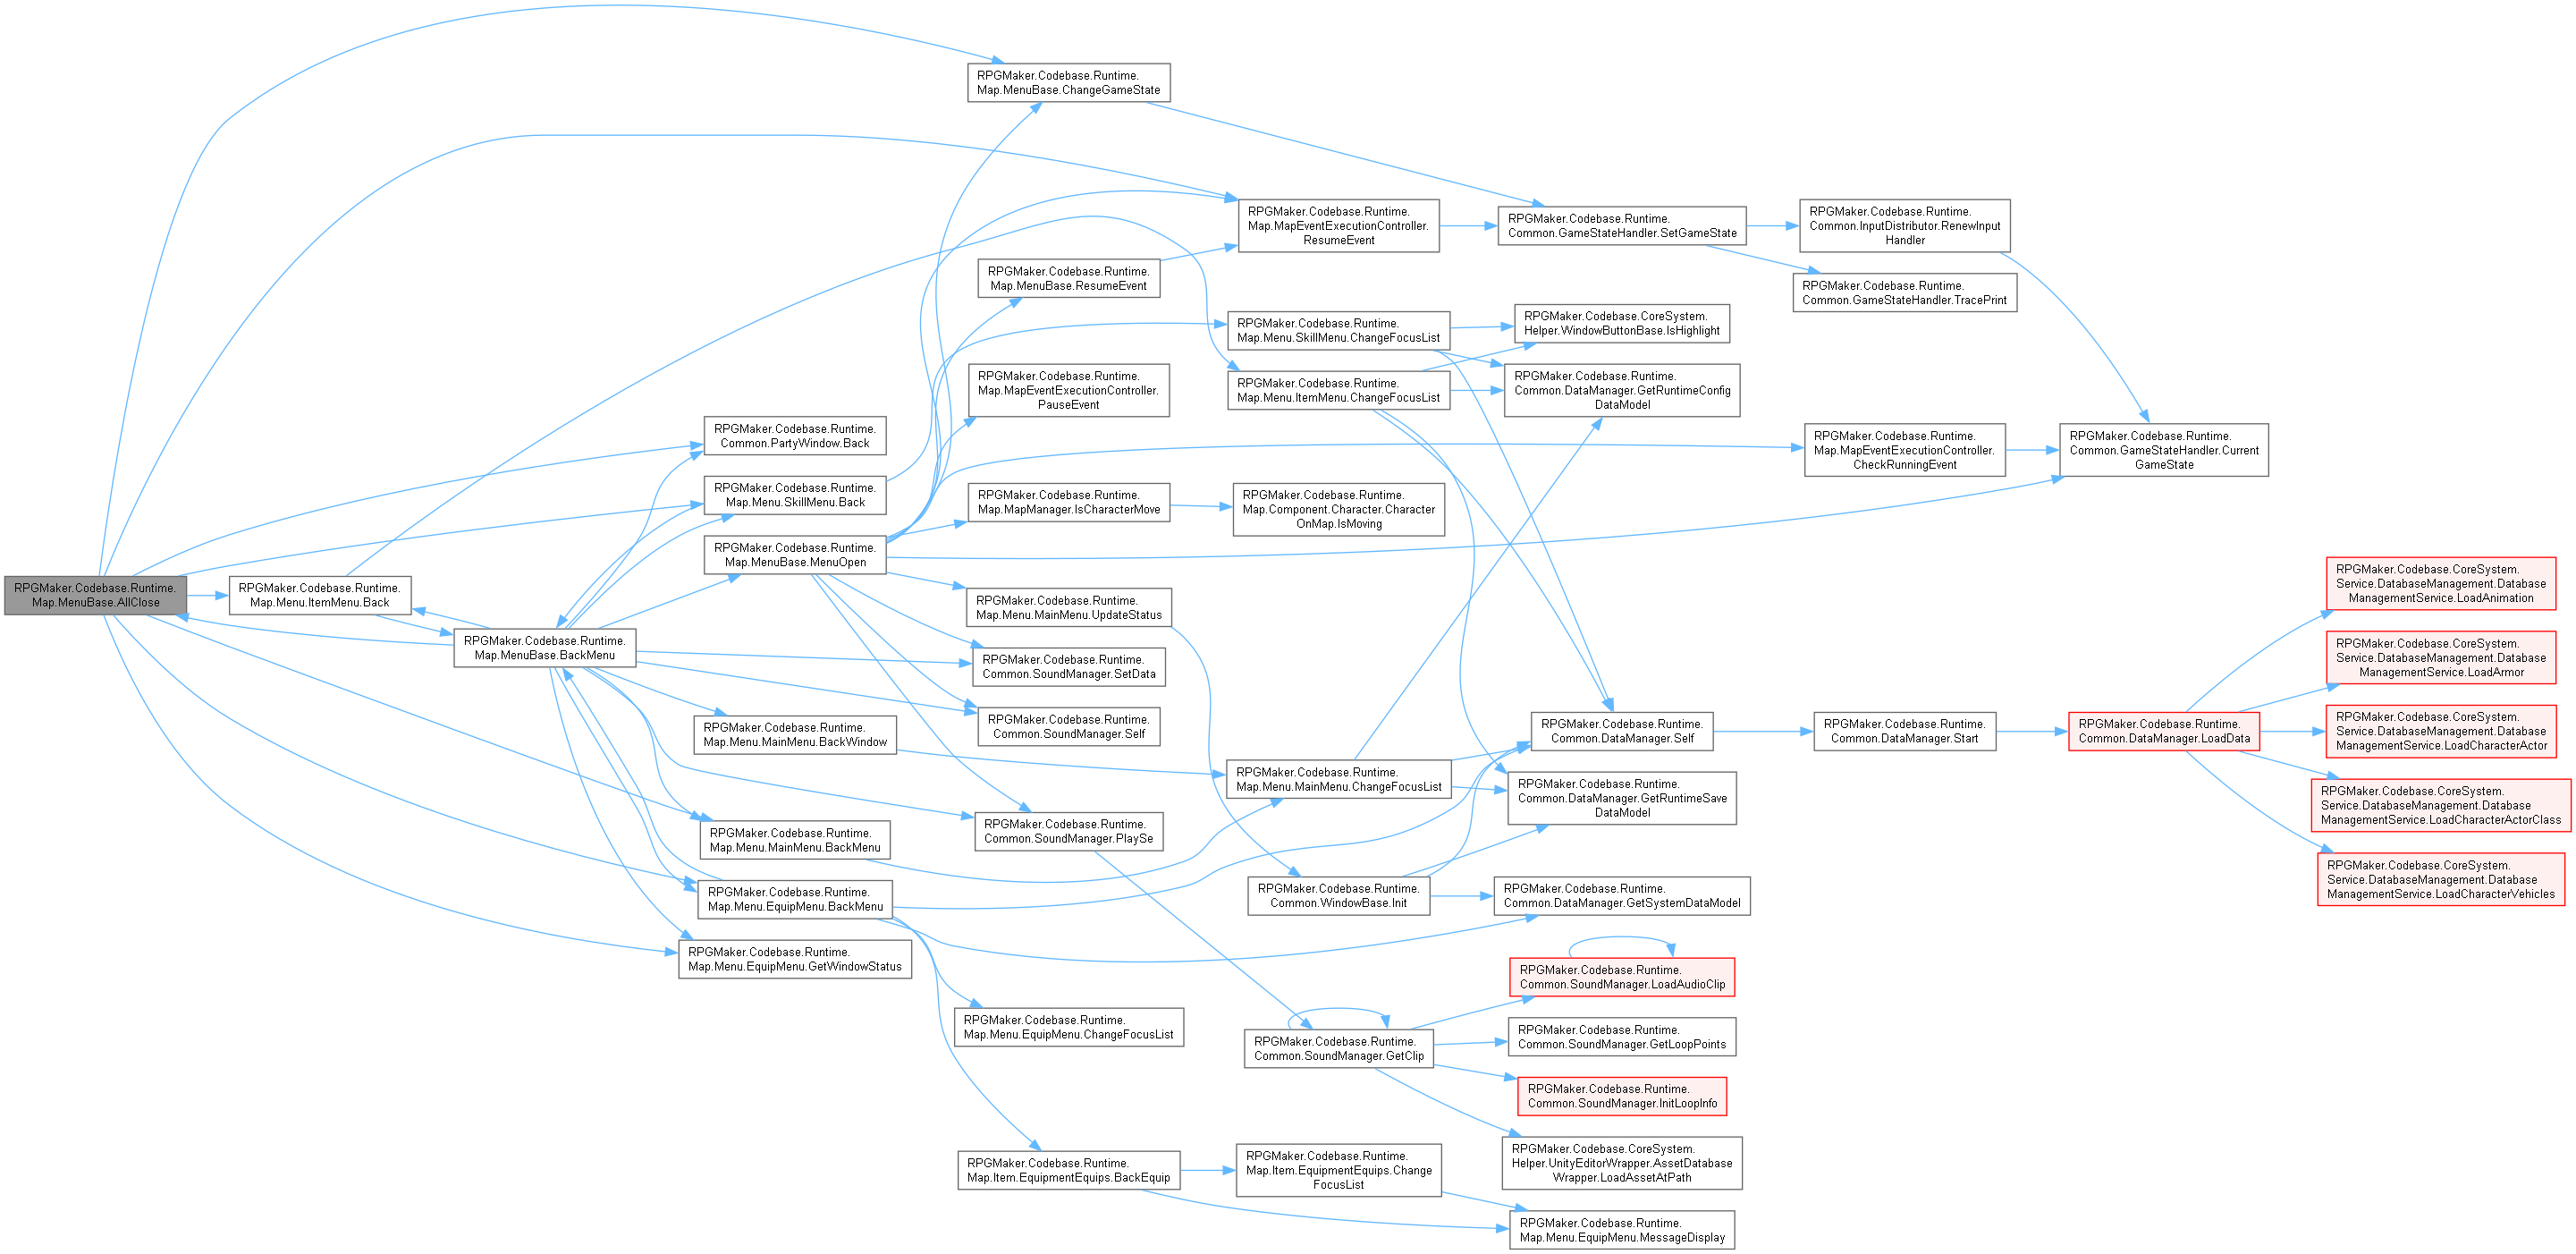 RPGMaker.Codebase.Runtime.
Map.MenuBase.AllClose
RPGMaker.Codebase.Runtime.
Map.Menu.ItemMenu.Back
RPGMaker.Codebase.Runtime.
Map.MenuBase.BackMenu
RPGMaker.Codebase.Runtime.
Common.PartyWindow.Back
RPGMaker.Codebase.Runtime.
Map.Menu.SkillMenu.Back
RPGMaker.Codebase.Runtime.
Map.MenuBase.MenuOpen
RPGMaker.Codebase.Runtime.
Map.Menu.MainMenu.BackWindow
RPGMaker.Codebase.Runtime.
Map.Menu.MainMenu.BackMenu
RPGMaker.Codebase.Runtime.
Map.Menu.EquipMenu.BackMenu
RPGMaker.Codebase.Runtime.
Map.Menu.EquipMenu.GetWindowStatus
RPGMaker.Codebase.Runtime.
Map.MenuBase.ChangeGameState
RPGMaker.Codebase.Runtime.
Map.MenuBase.ResumeEvent
RPGMaker.Codebase.Runtime.
Map.MapEventExecutionController.
PauseEvent
RPGMaker.Codebase.Runtime.
Map.MapManager.IsCharacterMove
RPGMaker.Codebase.Runtime.
Map.Menu.MainMenu.UpdateStatus
RPGMaker.Codebase.Runtime.
Common.SoundManager.SetData
RPGMaker.Codebase.Runtime.
Common.SoundManager.Self
RPGMaker.Codebase.Runtime.
Common.SoundManager.PlaySe
RPGMaker.Codebase.Runtime.
Map.Menu.EquipMenu.ChangeFocusList
RPGMaker.Codebase.Runtime.
Map.Item.EquipmentEquips.BackEquip
RPGMaker.Codebase.Runtime.
Map.MapEventExecutionController.
ResumeEvent
RPGMaker.Codebase.Runtime.
Map.Menu.SkillMenu.ChangeFocusList
RPGMaker.Codebase.Runtime.
Map.Menu.ItemMenu.ChangeFocusList
RPGMaker.Codebase.Runtime.
Map.Component.Character.Character
OnMap.IsMoving
RPGMaker.Codebase.Runtime.
Map.Menu.MainMenu.ChangeFocusList
RPGMaker.Codebase.Runtime.
Common.WindowBase.Init
RPGMaker.Codebase.Runtime.
Common.SoundManager.GetClip
RPGMaker.Codebase.Runtime.
Map.Item.EquipmentEquips.Change
FocusList
RPGMaker.Codebase.Runtime.
Common.GameStateHandler.SetGameState
RPGMaker.Codebase.CoreSystem.
Helper.WindowButtonBase.IsHighlight
RPGMaker.Codebase.Runtime.
Common.DataManager.GetRuntimeConfig
DataModel
RPGMaker.Codebase.Runtime.
Common.DataManager.Self
RPGMaker.Codebase.Runtime.
Common.DataManager.GetRuntimeSave
DataModel
RPGMaker.Codebase.Runtime.
Common.DataManager.GetSystemDataModel
RPGMaker.Codebase.Runtime.
Common.SoundManager.LoadAudioClip
RPGMaker.Codebase.Runtime.
Common.SoundManager.GetLoopPoints
RPGMaker.Codebase.Runtime.
Common.SoundManager.InitLoopInfo
RPGMaker.Codebase.CoreSystem.
Helper.UnityEditorWrapper.AssetDatabase
Wrapper.LoadAssetAtPath
RPGMaker.Codebase.Runtime.
Map.Menu.EquipMenu.MessageDisplay
RPGMaker.Codebase.Runtime.
Common.InputDistributor.RenewInput
Handler
RPGMaker.Codebase.Runtime.
Common.GameStateHandler.TracePrint
RPGMaker.Codebase.Runtime.
Map.MapEventExecutionController.
CheckRunningEvent
RPGMaker.Codebase.Runtime.
Common.DataManager.Start
RPGMaker.Codebase.Runtime.
Common.GameStateHandler.Current
GameState
RPGMaker.Codebase.Runtime.
Common.DataManager.LoadData
RPGMaker.Codebase.CoreSystem.
Service.DatabaseManagement.Database
ManagementService.LoadAnimation
RPGMaker.Codebase.CoreSystem.
Service.DatabaseManagement.Database
ManagementService.LoadArmor
RPGMaker.Codebase.CoreSystem.
Service.DatabaseManagement.Database
ManagementService.LoadCharacterActor
RPGMaker.Codebase.CoreSystem.
Service.DatabaseManagement.Database
ManagementService.LoadCharacterActorClass
RPGMaker.Codebase.CoreSystem.
Service.DatabaseManagement.Database
ManagementService.LoadCharacterVehicles